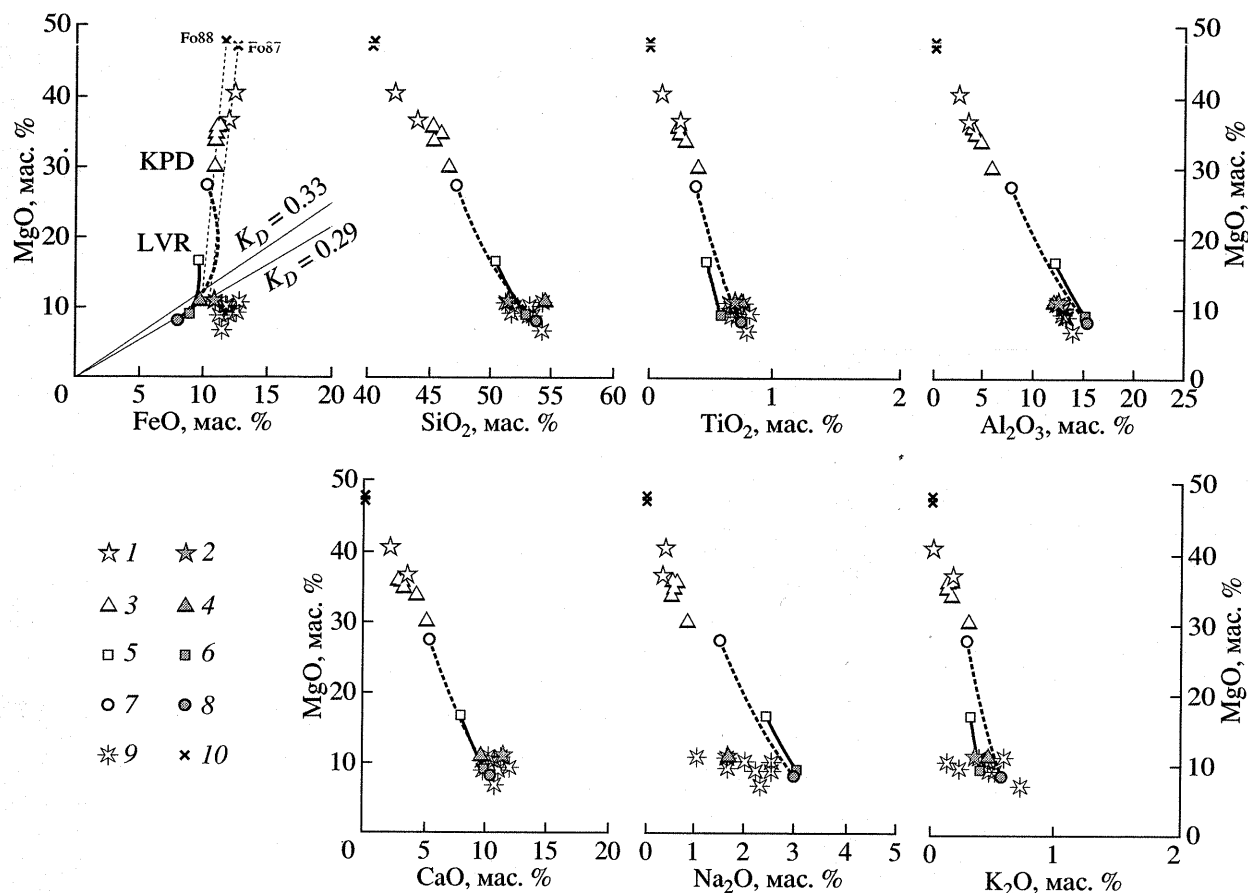 50
40
30
20
10
MgO, мас. %
Fo88
Fo87
KPD
LVR
K_D = 0.33
K_D = 0.29
0 5 10 15 20
FeO, мас. %
40 45 50 55 60
SiO₂, мас. %
0 1 2
TiO₂, мас. %
0 5 10 15 20 25
Al₂O₃, мас. %
50
40
30
20
10
0
MgO, мас. %
1 2
3 4
5 6
7 8
9 10
50
40
30
20
10
MgO, мас. %
0 5 10 15 20
CaO, мас. %
0 1 2 3 4 5
Na₂O, мас. %
0 1 2
K₂O, мас. %
50
40
30
20
10
0
MgO, мас. %